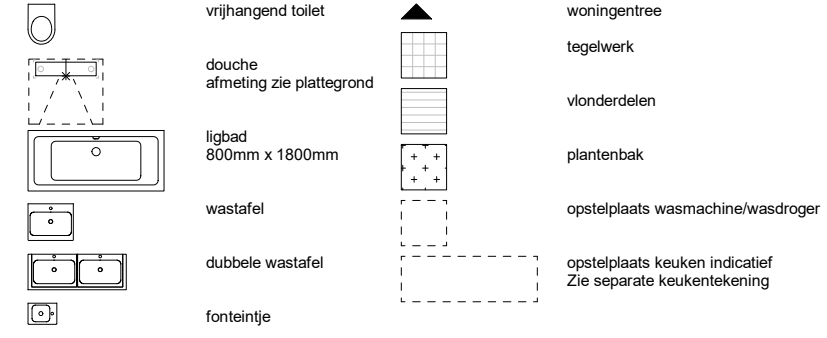 vrijhangend toilet
douche
afmeting zie plattegrond
ligbad
800mm x 1800mm
wastafel
dubbele wastafel
fonteintje
woningentree
tegelwerk
vlonderdelen
plantenbak
opstelplaats wasmachine/wasdroger
opstelplaats keuken indicatief
Zie separate keukentekening